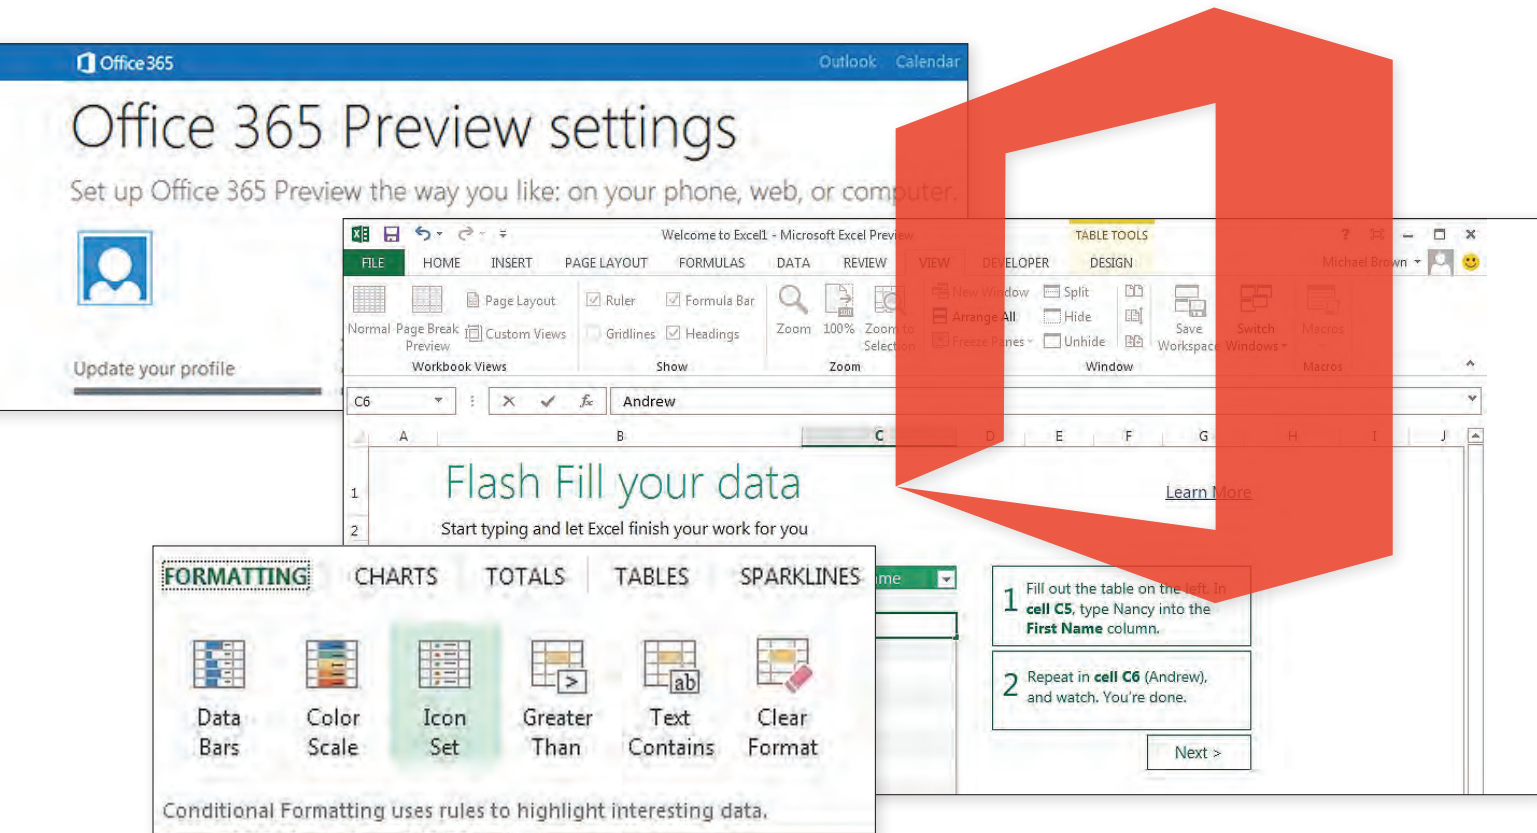 Office 365
Outlook Calendar
Office 365 Preview settings
Set up Office 365 Preview the way you like: on your phone, web, or computer.
Update your profile
Welcome to Excel1 - Microsoft Excel Preview
TABLE TOOLS
?
FILE HOME INSERT PAGE LAYOUT FORMULAS DATA REVIEW VIEW DEVELOPER DESIGN
Michael Brown
Normal
Page Break
Preview
Page Layout
Custom Views
Workbook Views
Ruler
Formula Bar
Gridlines
Headings
Show
Zoom
100%
Zoom to
Selection
Zoom
New Window
Arrange All
Freeze Panes
Split
Hide
Unhide
Save
Workspace
Switch
Windows
Window
Macros
Macros
C6
fx
Andrew
A B C D E F G H I J
1
Flash Fill your data
Learn More
2
Start typing and let Excel finish your work for you
FORMATTING CHARTS TOTALS TABLES SPARKLINES
Data
Bars
Color
Scale
Icon
Set
Greater
Than
ab
Text
Contains
Clear
Format
Conditional Formatting uses rules to highlight interesting data.
1
Fill out the table on the left. In
cell C5, type Nancy into the
First Name column.
2
Repeat in cell C6 (Andrew),
and watch. You're done.
Next >